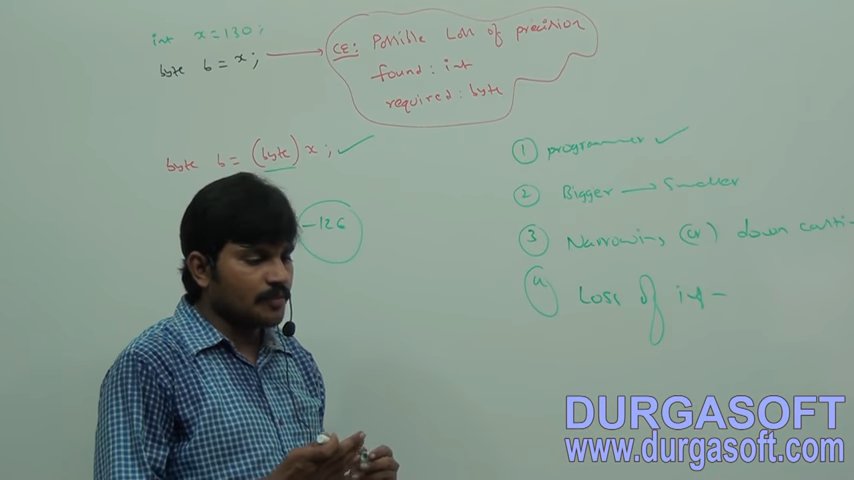 int x=130;
byte b = x;
CE: Possible Loss of precision
found: int
required: byte
byte b = (byte) x;
-126
1 programmer
2 Bigger → Smaller
3 Narrowing (or) down
4 Loss of inf-
DURGASOFT
www.durgasoft.com